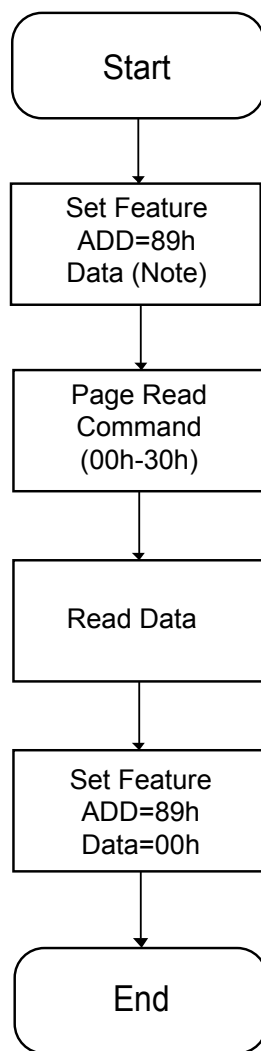 Start
Set Feature
ADD=89h
Data (Note)
Page Read
Command
(00h-30h)
Read Data
Set Feature
ADD=89h
Data=00h
End